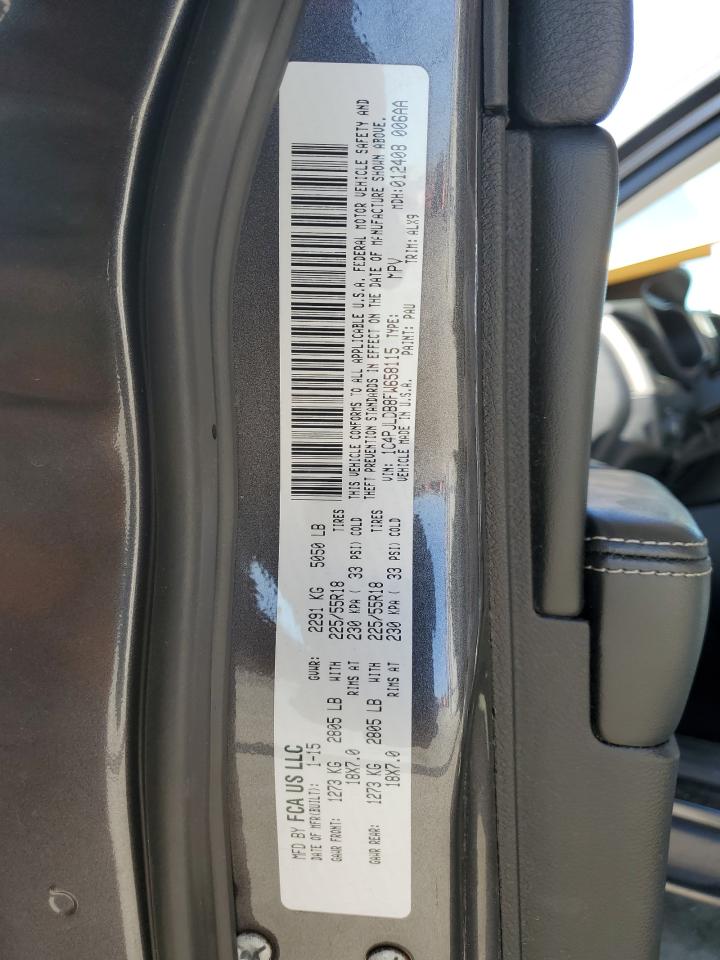 MFD BY FCA US LLC
DATE OF MFR(BUILT): 1-15 GVWR: 2291 KG 5050 LB
GAWR FRONT: 1273 KG 2805 LB WITH 225/55R18 TIRES
18X7.0 RIMS AT 230 KPA ( 33 PSI) COLD
GAWR REAR: 1273 KG 2805 LB WITH 225/55R18 TIRES
18X7.0 RIMS AT 230 KPA ( 33 PSI) COLD
THIS VEHICLE CONFORMS TO ALL APPLICABLE U.S.A. FEDERAL MOTOR VEHICLE SAFETY AND
THEFT PREVENTION STANDARDS IN EFFECT ON THE DATE OF MANUFACTURE SHOWN ABOVE.
VIN: 1C4PJLDB8FW658115 TYPE: MPV MDH:012408 006AA
VEHICLE MADE IN U.S.A. PAINT: PAU TRIM: ALX9